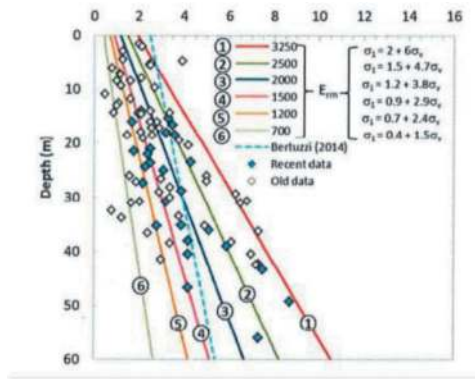 0 2 4 6 8 10 12 14 16
0
10
20
30
40
50
60
Depth [m]
① 3250
② 2500
③ 2000
④ 1500
⑤ 1200
⑥ 700
E_rm
σ₁ = 2 + 6σᵥ
σ₁ = 1.5 + 4.7σᵥ
σ₁ = 1.2 + 3.8σᵥ
σ₁ = 0.9 + 2.9σᵥ
σ₁ = 0.7 + 2.4σᵥ
σ₁ = 0.4 + 1.5σᵥ
Bertuzzi (2014)
Recent data
Old data
⑥
⑤
④
③
②
①